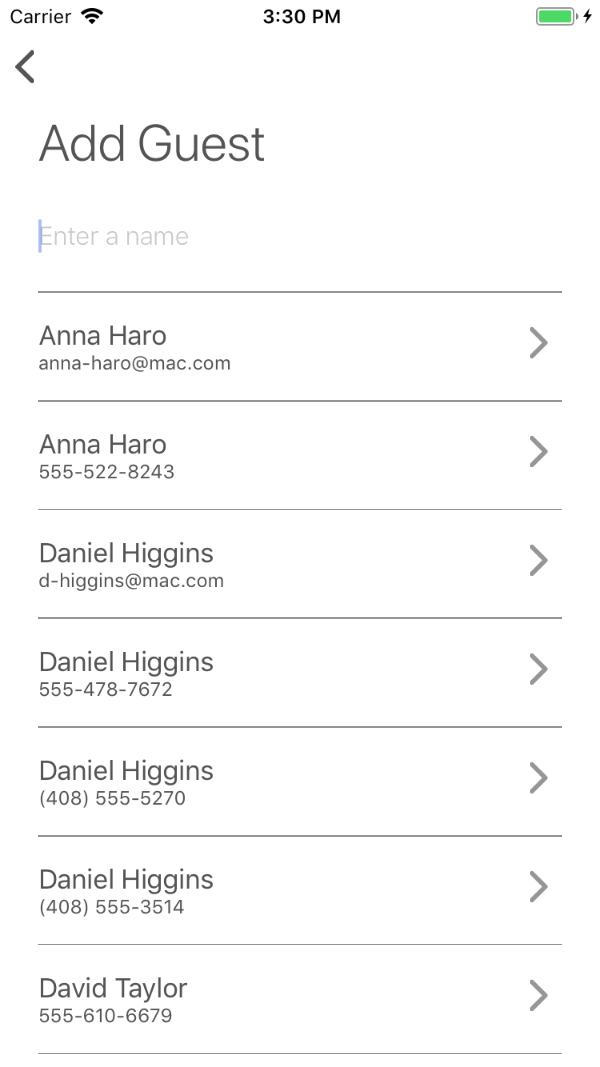 Carrier 3:30 PM
Add Guest
Enter a name
Anna Haro
anna-haro@mac.com
Anna Haro
555-522-8243
Daniel Higgins
d-higgins@mac.com
Daniel Higgins
555-478-7672
Daniel Higgins
(408) 555-5270
Daniel Higgins
(408) 555-3514
David Taylor
555-610-6679